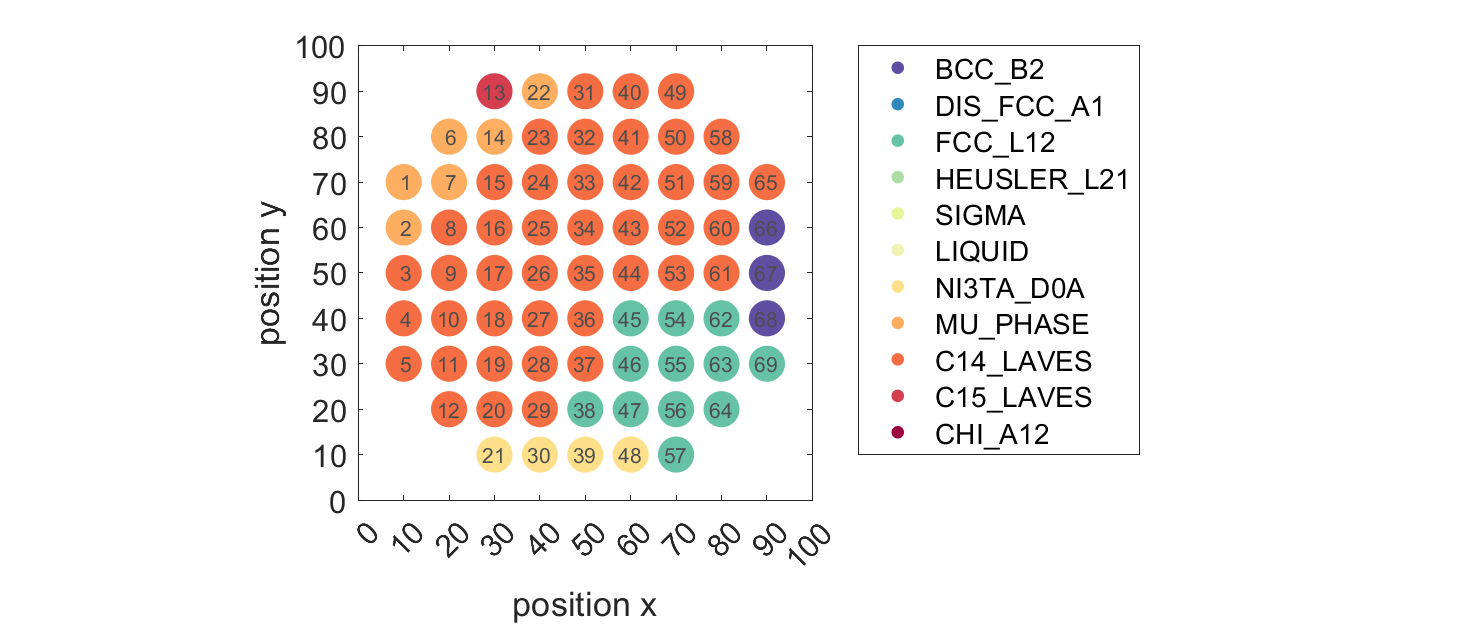 100
90
80
70
60
50
40
30
20
10
0
position y
13 22 31 40 49
6 14 23 32 41 50 58
1 7 15 24 33 42 51 59 65
2 8 16 25 34 43 52 60 66
3 9 17 26 35 44 53 61 67
4 10 18 27 36 45 54 62 68
5 11 19 28 37 46 55 63 69
12 20 29 38 47 56 64
21 30 39 48 57
0 10 20 30 40 50 60 70 80 90 100
position x
BCC_B2
DIS_FCC_A1
FCC_L12
HEUSLER_L21
SIGMA
LIQUID
NI3TA_D0A
MU_PHASE
C14_LAVES
C15_LAVES
CHI_A12